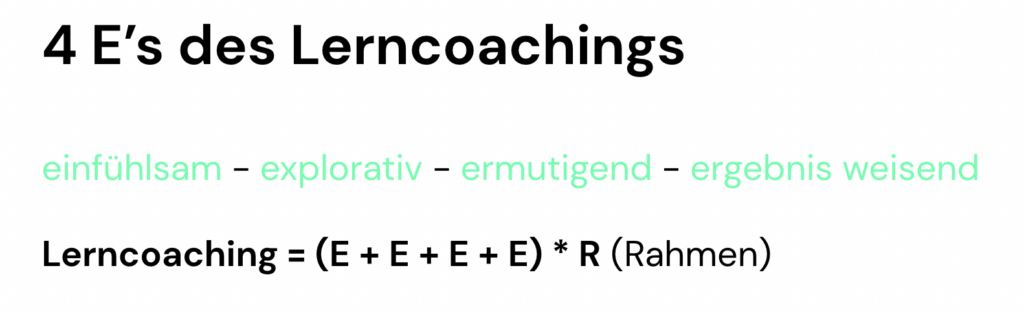 4 E’s des Lerncoachings
einfühlsam – explorativ – ermutigend – ergebnis weisend
Lerncoaching = (E + E + E + E) * R (Rahmen)